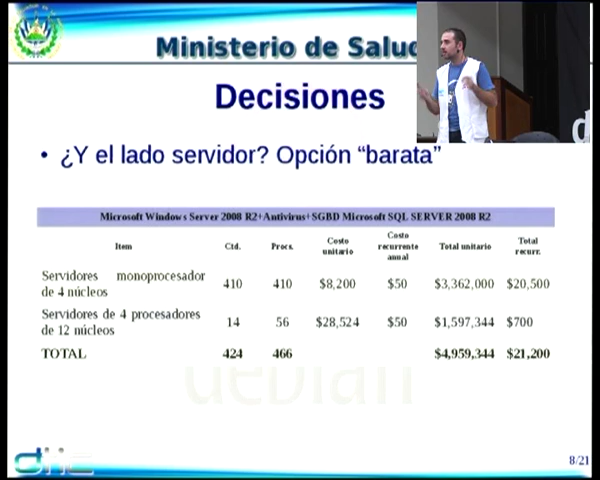 Ministerio de Salu
Decisiones
• ¿Y el lado servidor? Opción “barata”
Microsoft Windows Server 2008 R2+Antivirus+SGBD Microsoft SQL SERVER 2008 R2
Item Ctd. Procs. Costo unitario Costo recurrente anual Total unitario Total recurr.
Servidores monoprocesador de 4 núcleos 410 410 $8,200 $50 $3,362,000 $20,500
Servidores de 4 procesadores de 12 núcleos 14 56 $28,524 $50 $1,597,344 $700
TOTAL 424 466 $4,959,344 $21,200
debian
8/21